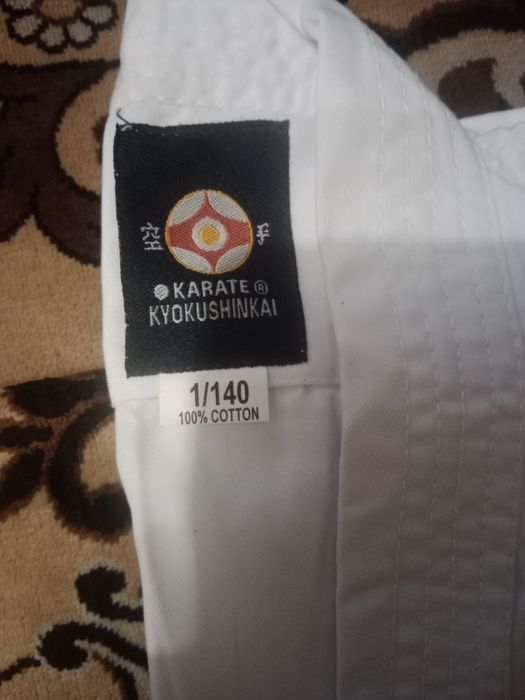 空 手
KARATE ®
KYOKUSHINKAI
1/140
100% COTTON